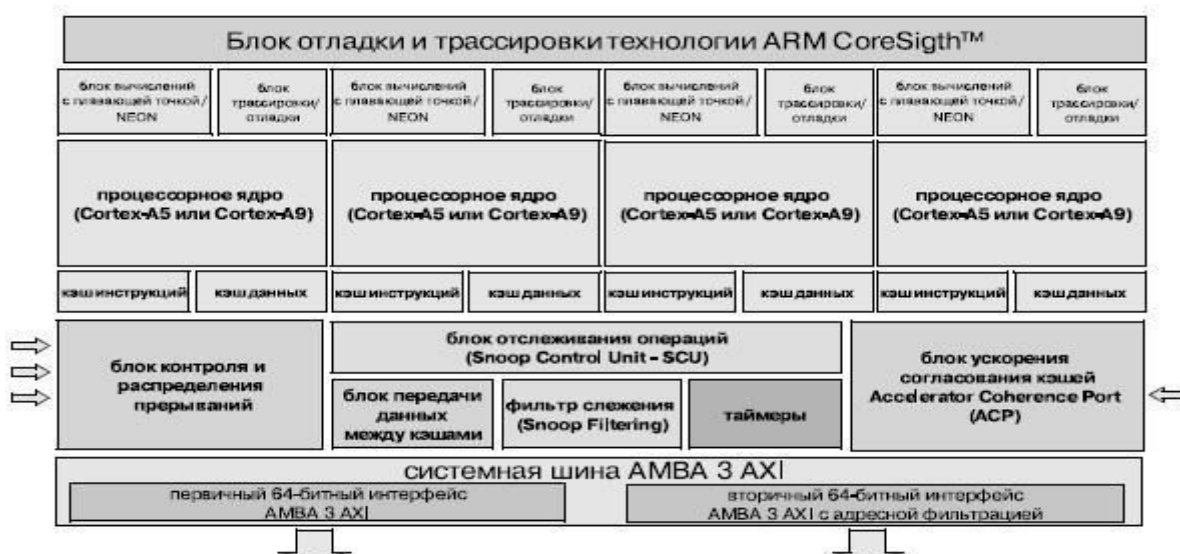 Блок отладки и трассировки технологии ARM CoreSigth™
блок вычислений
с плавающей точкой/
NEON
блок
трассировки/
отладки
блок вычислений
с плавающей точкой/
NEON
блок
трассировки/
отладки
блок вычислений
с плавающей точкой/
NEON
блок
трассировки/
отладки
блок вычислений
с плавающей точкой/
NEON
блок
трассировки/
отладки
процессорное ядро
(Cortex-A5 или Cortex-A9)
процессорное ядро
(Cortex-A5 или Cortex-A9)
процессорное ядро
(Cortex-A5 или Cortex-A9)
процессорное ядро
(Cortex-A5 или Cortex-A9)
кэш инструкций
кэш данных
кэш инструкций
кэш данных
кэш инструкций
кэш данных
кэш инструкций
кэш данных
блок контроля и
распределения
прерываний
блок отслеживания операций
(Snoop Control Unit - SCU)
блок передачи
данных
между кэшами
фильтр слежения
(Snoop Filtering)
таймеры
блок ускорения
согласования кэшей
Accelerator Coherence Port
(ACP)
системная шина AMBA 3 AXI
первичный 64-битный интерфейс
AMBA 3 AXI
вторичный 64-битный интерфейс
AMBA 3 AXI с адресной фильтрацией